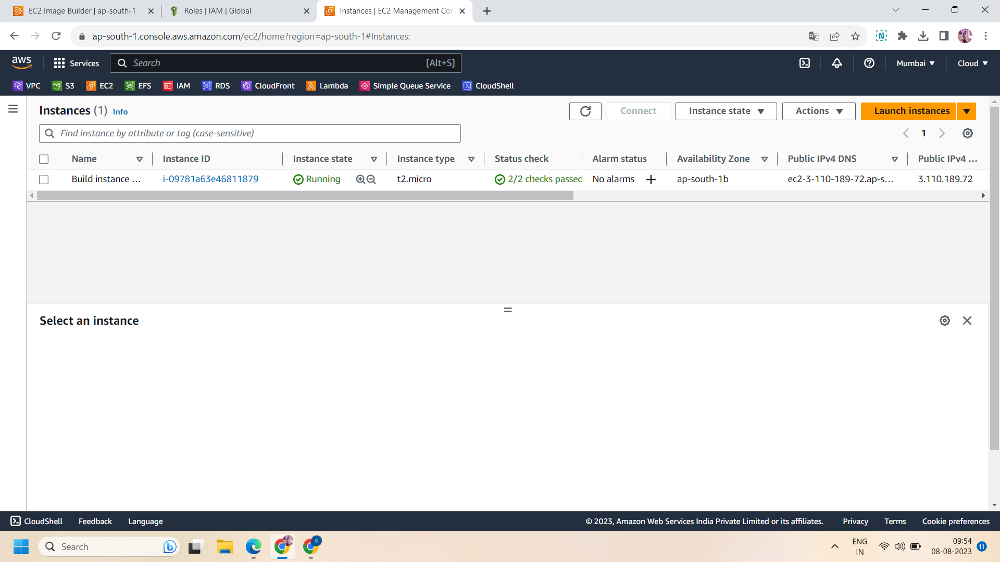 EC2 Image Builder | ap-south-1
Roles | IAM | Global
Instances | EC2 Management Cor
ap-south-1.console.aws.amazon.com/ec2/home?region=ap-south-1#Instances:
aws Services Search [Alt+S] Mumbai Cloud
VPC S3 EC2 EFS IAM RDS CloudFront Lambda Simple Queue Service CloudShell
Instances (1) Info Connect Instance state Actions Launch instances
Find instance by attribute or tag (case-sensitive) 1
Name Instance ID Instance state Instance type Status check Alarm status Availability Zone Public IPv4 DNS Public IPv4 ...
Build instance ... i-09781a63e46811879 Running t2.micro 2/2 checks passed No alarms + ap-south-1b ec2-3-110-189-72.ap-s... 3.110.189.72
Select an instance
CloudShell Feedback Language © 2023, Amazon Web Services India Private Limited or its affiliates. Privacy Terms Cookie preferences
Search C ENG 09:54
IN 08-08-2023 11